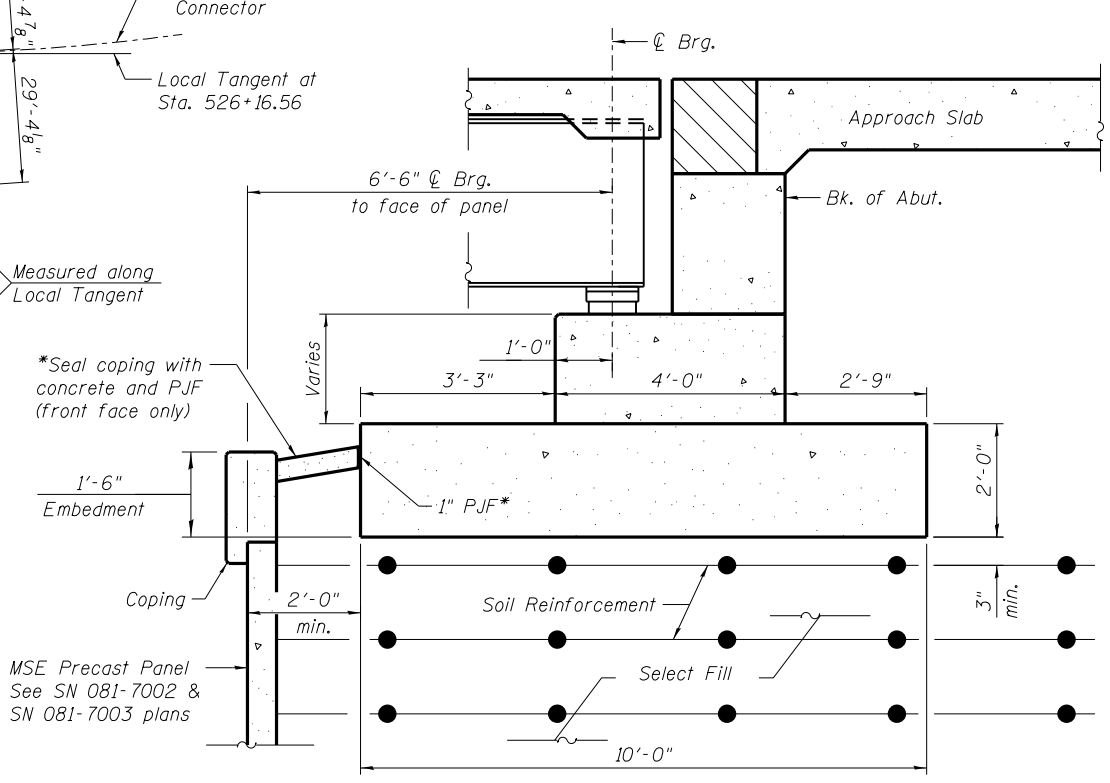 Connector
4⅞"
29'-4⅛"
Local Tangent at
Sta. 526+16.56
℄ Brg.
Approach Slab
6'-6" ℄ Brg.
to face of panel
Bk. of Abut.
Measured along
Local Tangent
*Seal coping with
concrete and PJF
(front face only)
Varies
1'-0"
3'-3"
4'-0"
2'-9"
1'-6"
Embedment
1" PJF*
2'-0"
Coping
2'-0"
min.
Soil Reinforcement
3"
min.
MSE Precast Panel
See SN 081-7002 &
SN 081-7003 plans
Select Fill
10'-0"